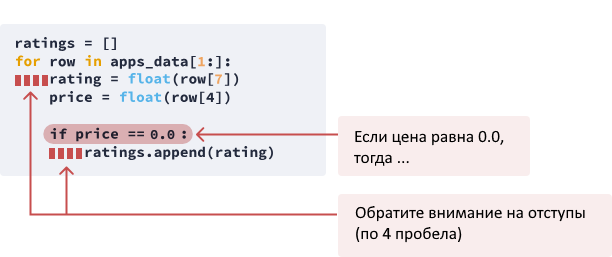 ratings = []
for row in apps_data[1:]:
rating = float(row[7])
price = float(row[4])
if price == 0.0:
ratings.append(rating)
Если цена равна 0.0,
тогда ...
Обратите внимание на отступы
(по 4 пробела)